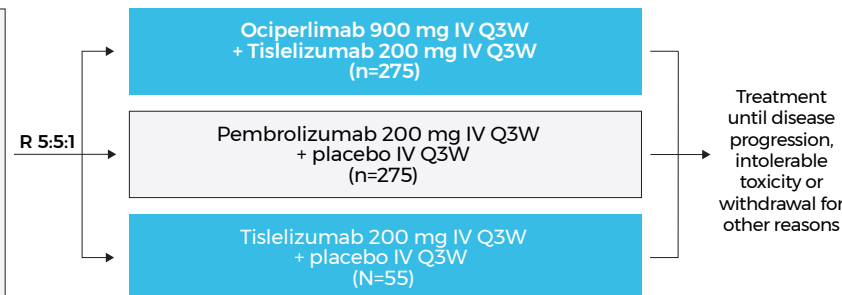 R 5:5:1
Ociperlimab 900 mg IV Q3W
+ Tislelizumab 200 mg IV Q3W
(n=275)
Pembrolizumab 200 mg IV Q3W
+ placebo IV Q3W
(n=275)
Tislelizumab 200 mg IV Q3W
+ placebo IV Q3W
(N=55)
Treatment
until disease
progression,
intolerable
toxicity or
withdrawal for
other reasons